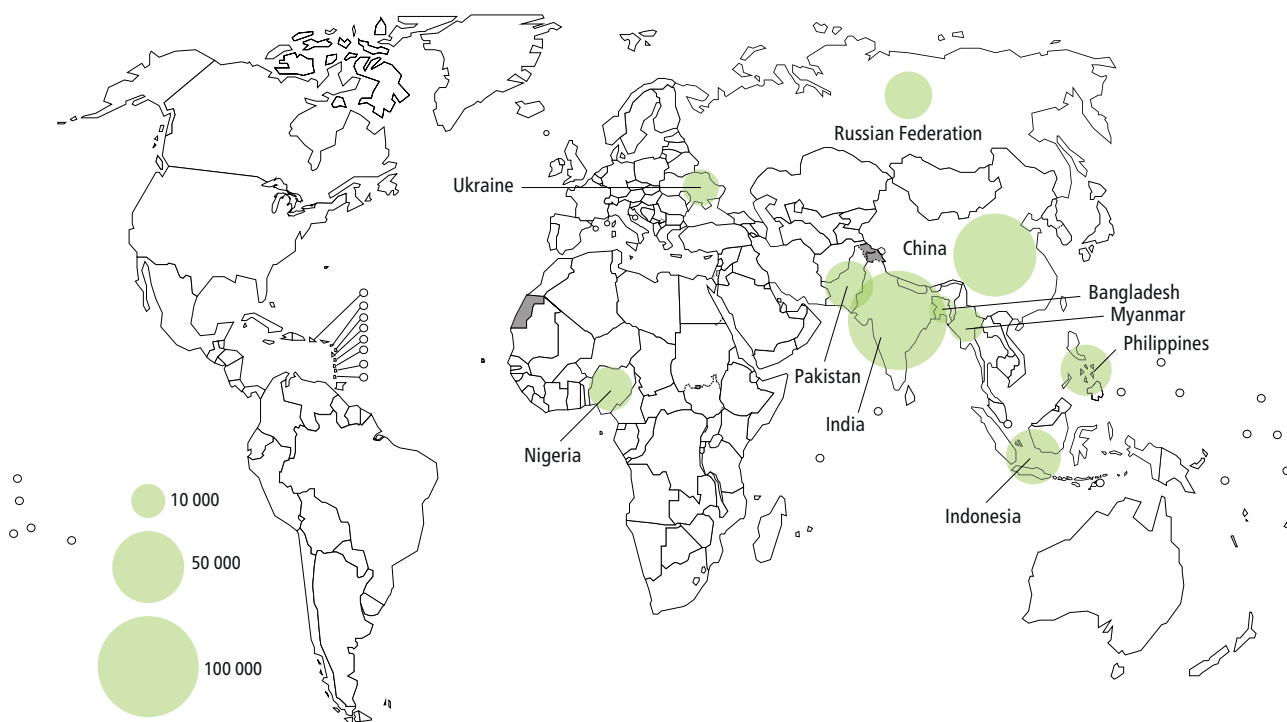 Russian Federation
Ukraine
China
Bangladesh
Myanmar
Philippines
Pakistan
India
Nigeria
Indonesia
10 000
50 000
100 000